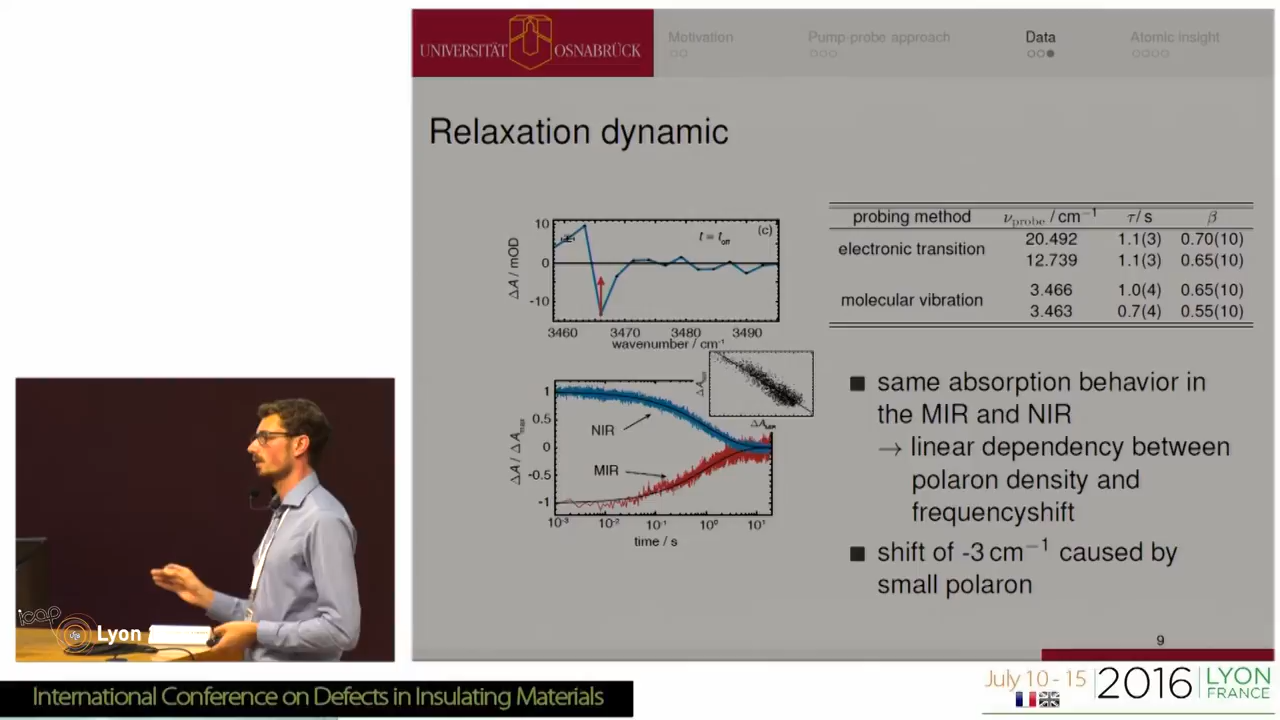 UNIVERSITÄT OSNABRÜCK
Motivation
Pump-probe approach
Data
Atomic insight
Relaxation dynamic
10
0
-10
ΔA / mOD
t = t_off
(c)
3460 3470 3480 3490
wavenumber / cm⁻¹
1
0.5
0
-0.5
-1
ΔA / ΔA_max
NIR
MIR
10⁻³ 10⁻² 10⁻¹ 10⁰ 10¹
time / s
probing method ν_probe / cm⁻¹ τ/ s β
electronic transition
20.492 1.1(3) 0.70(10)
12.739 1.1(3) 0.65(10)
molecular vibration
3.466 1.0(4) 0.65(10)
3.463 0.7(4) 0.55(10)
■ same absorption behavior in
the MIR and NIR
→ linear dependency between
polaron density and
frequencyshift
■ shift of -3 cm⁻¹ caused by
small polaron
9
icap
Lyon
International Conference on Defects in Insulating Materials
July 10 - 15
2016
LYON
FRANCE